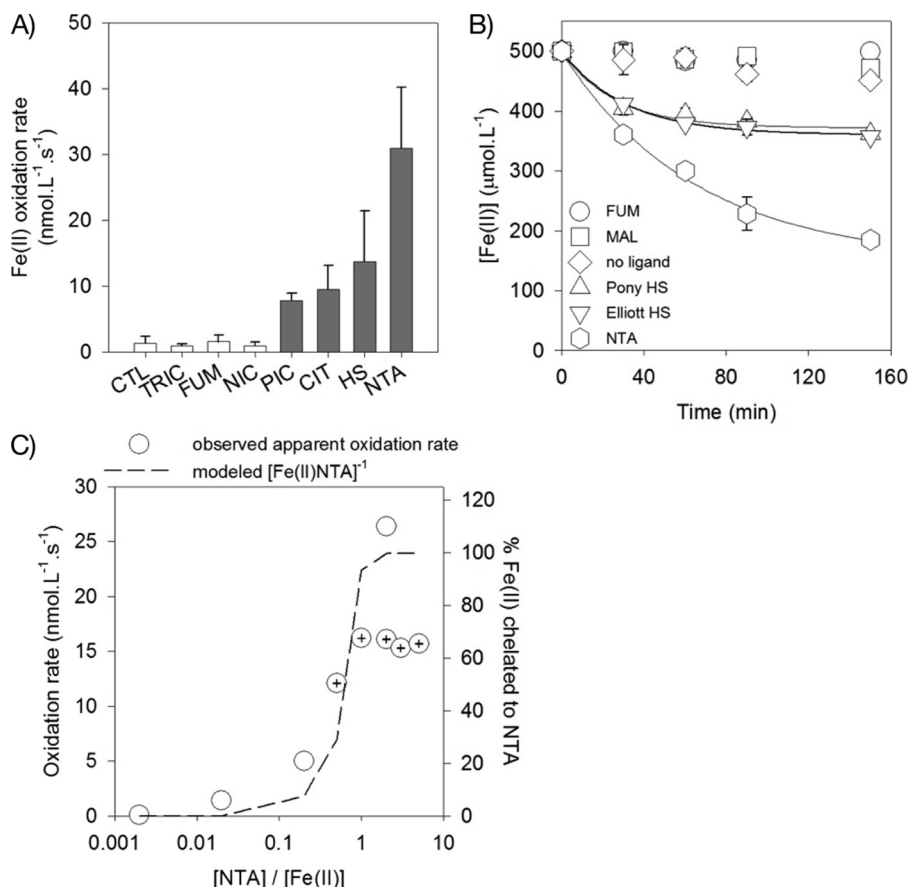 A)
Fe(II) oxidation rate
(nmol.L-1.s-1)
50
40
30
20
10
0
CTL
TRIC
FUM
NIC
PIC
CIT
HS
NTA
B)
[Fe(II)] (μmol.L-1)
500
400
300
200
100
0
FUM
MAL
no ligand
Pony HS
Elliott HS
NTA
0 40 80 120 160
Time (min)
C)
observed apparent oxidation rate
modeled [Fe(II)NTA]-1
Oxidation rate (nmol.L-1.s-1)
30
25
20
15
10
5
0
120
100
80
60
40
20
0
% Fe(II) chelated to NTA
0.001 0.01 0.1 1 10
[NTA] / [Fe(II)]